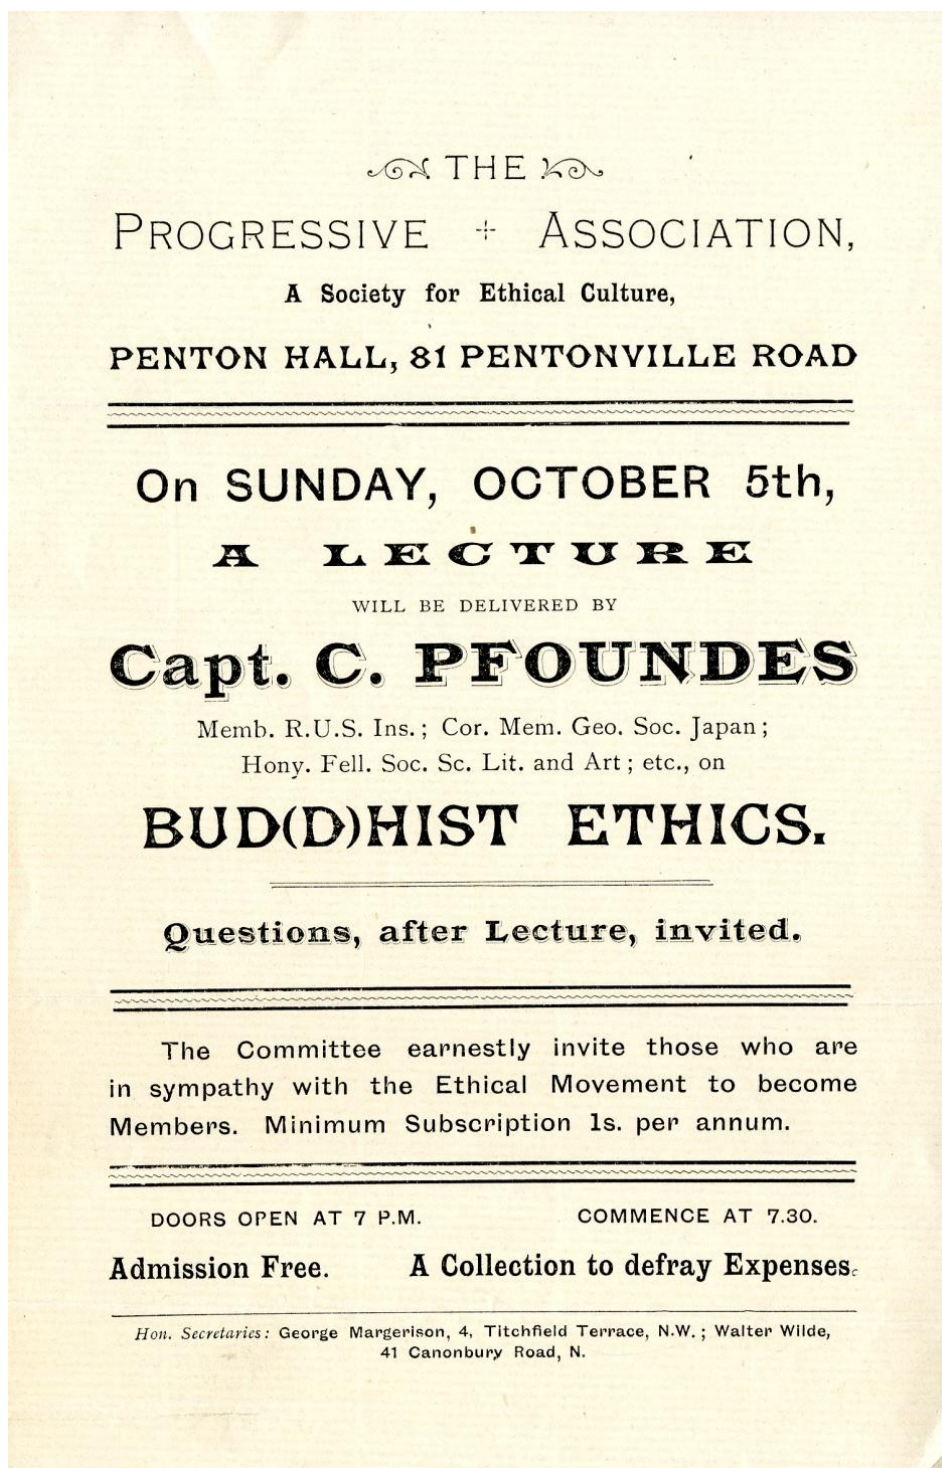 THE
PROGRESSIVE + ASSOCIATION,
A Society for Ethical Culture,
PENTON HALL, 81 PENTONVILLE ROAD
On SUNDAY, OCTOBER 5th,
A LECTURE
WILL BE DELIVERED BY
Capt. C. PFOUNDES
Memb. R.U.S. Ins.; Cor. Mem. Geo. Soc. Japan;
Hony. Fell. Soc. Sc. Lit. and Art; etc., on
BUD(D)HIST ETHICS.
Questions, after Lecture, invited.
The Committee earnestly invite those who are
in sympathy with the Ethical Movement to become
Members. Minimum Subscription 1s. per annum.
DOORS OPEN AT 7 P.M. COMMENCE AT 7.30.
Admission Free. A Collection to defray Expenses.
Hon. Secretaries: George Margerison, 4, Titchfield Terrace, N.W.; Walter Wilde,
41 Canonbury Road, N.